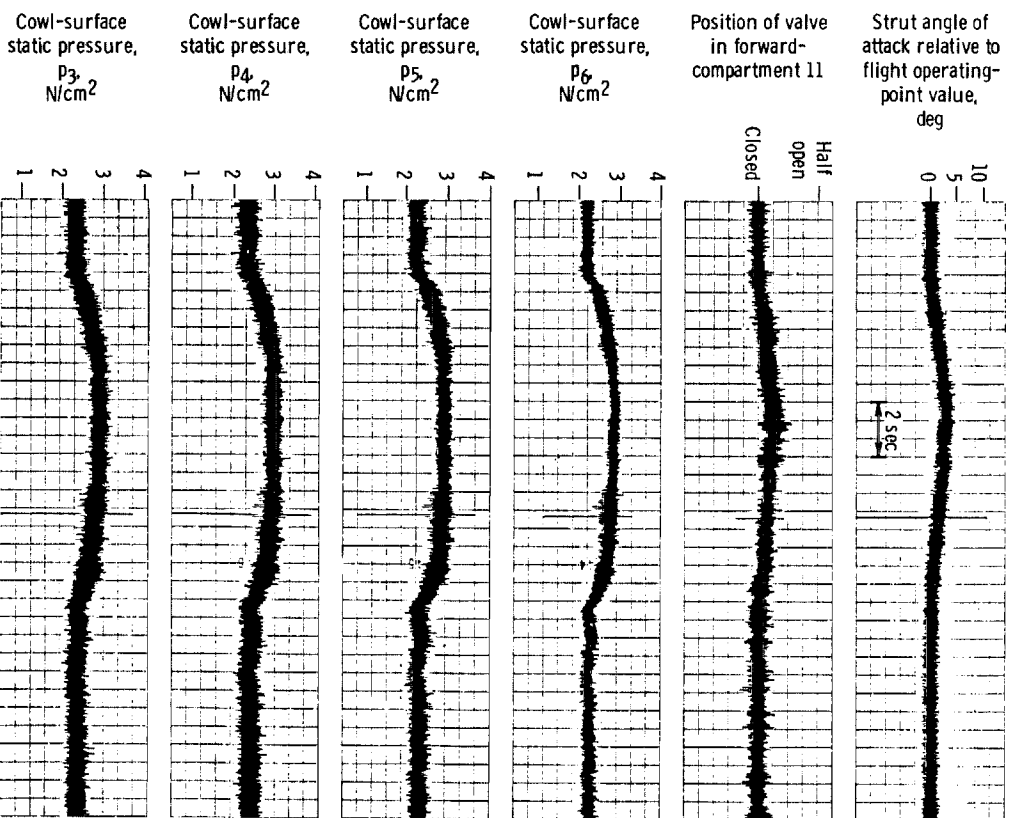 Cowl-surface
static pressure,
p3,
N/cm2
Cowl-surface
static pressure,
p4,
N/cm2
Cowl-surface
static pressure,
p5,
N/cm2
Cowl-surface
static pressure,
p6,
N/cm2
Position of valve
in forward-
compartment 11
Strut angle of
attack relative to
flight operating-
point value,
deg
1 2 3 4
1 2 3 4
1 2 3 4
1 2 3 4
Closed
Half
open
0 5 10
2 sec